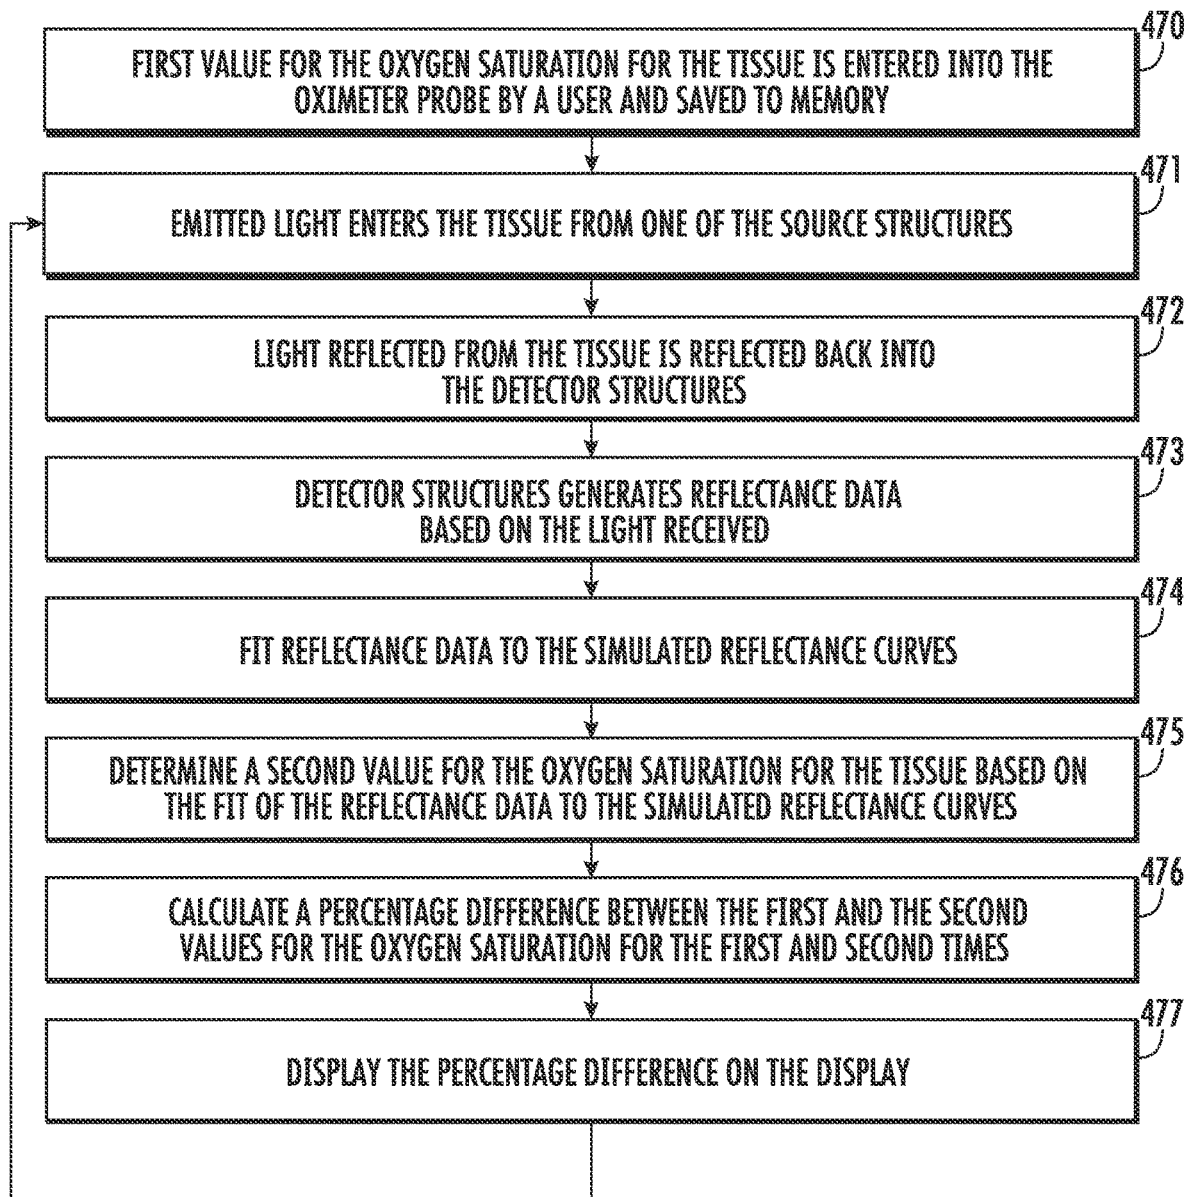 470
FIRST VALUE FOR THE OXYGEN SATURATION FOR THE TISSUE IS ENTERED INTO THE
OXIMETER PROBE BY A USER AND SAVED TO MEMORY
471
EMITTED LIGHT ENTERS THE TISSUE FROM ONE OF THE SOURCE STRUCTURES
472
LIGHT REFLECTED FROM THE TISSUE IS REFLECTED BACK INTO
THE DETECTOR STRUCTURES
473
DETECTOR STRUCTURES GENERATES REFLECTANCE DATA
BASED ON THE LIGHT RECEIVED
474
FIT REFLECTANCE DATA TO THE SIMULATED REFLECTANCE CURVES
475
DETERMINE A SECOND VALUE FOR THE OXYGEN SATURATION FOR THE TISSUE BASED ON
THE FIT OF THE REFLECTANCE DATA TO THE SIMULATED REFLECTANCE CURVES
476
CALCULATE A PERCENTAGE DIFFERENCE BETWEEN THE FIRST AND THE SECOND
VALUES FOR THE OXYGEN SATURATION FOR THE FIRST AND SECOND TIMES
477
DISPLAY THE PERCENTAGE DIFFERENCE ON THE DISPLAY